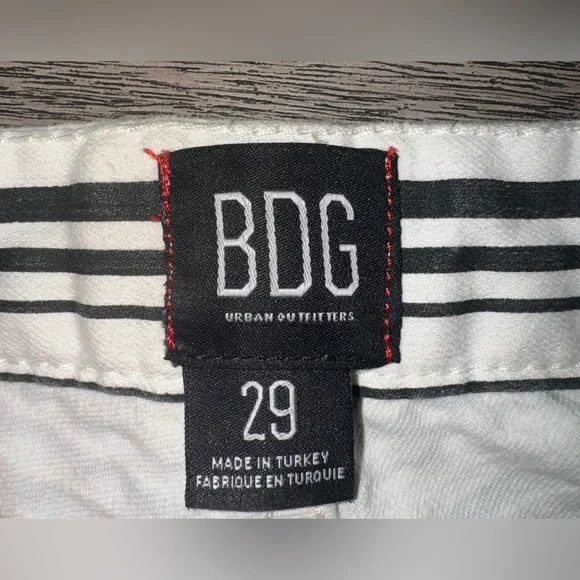 BDG
URBAN OUTFITTERS
29
MADE IN TURKEY
FABRIQUE EN TURQUIE